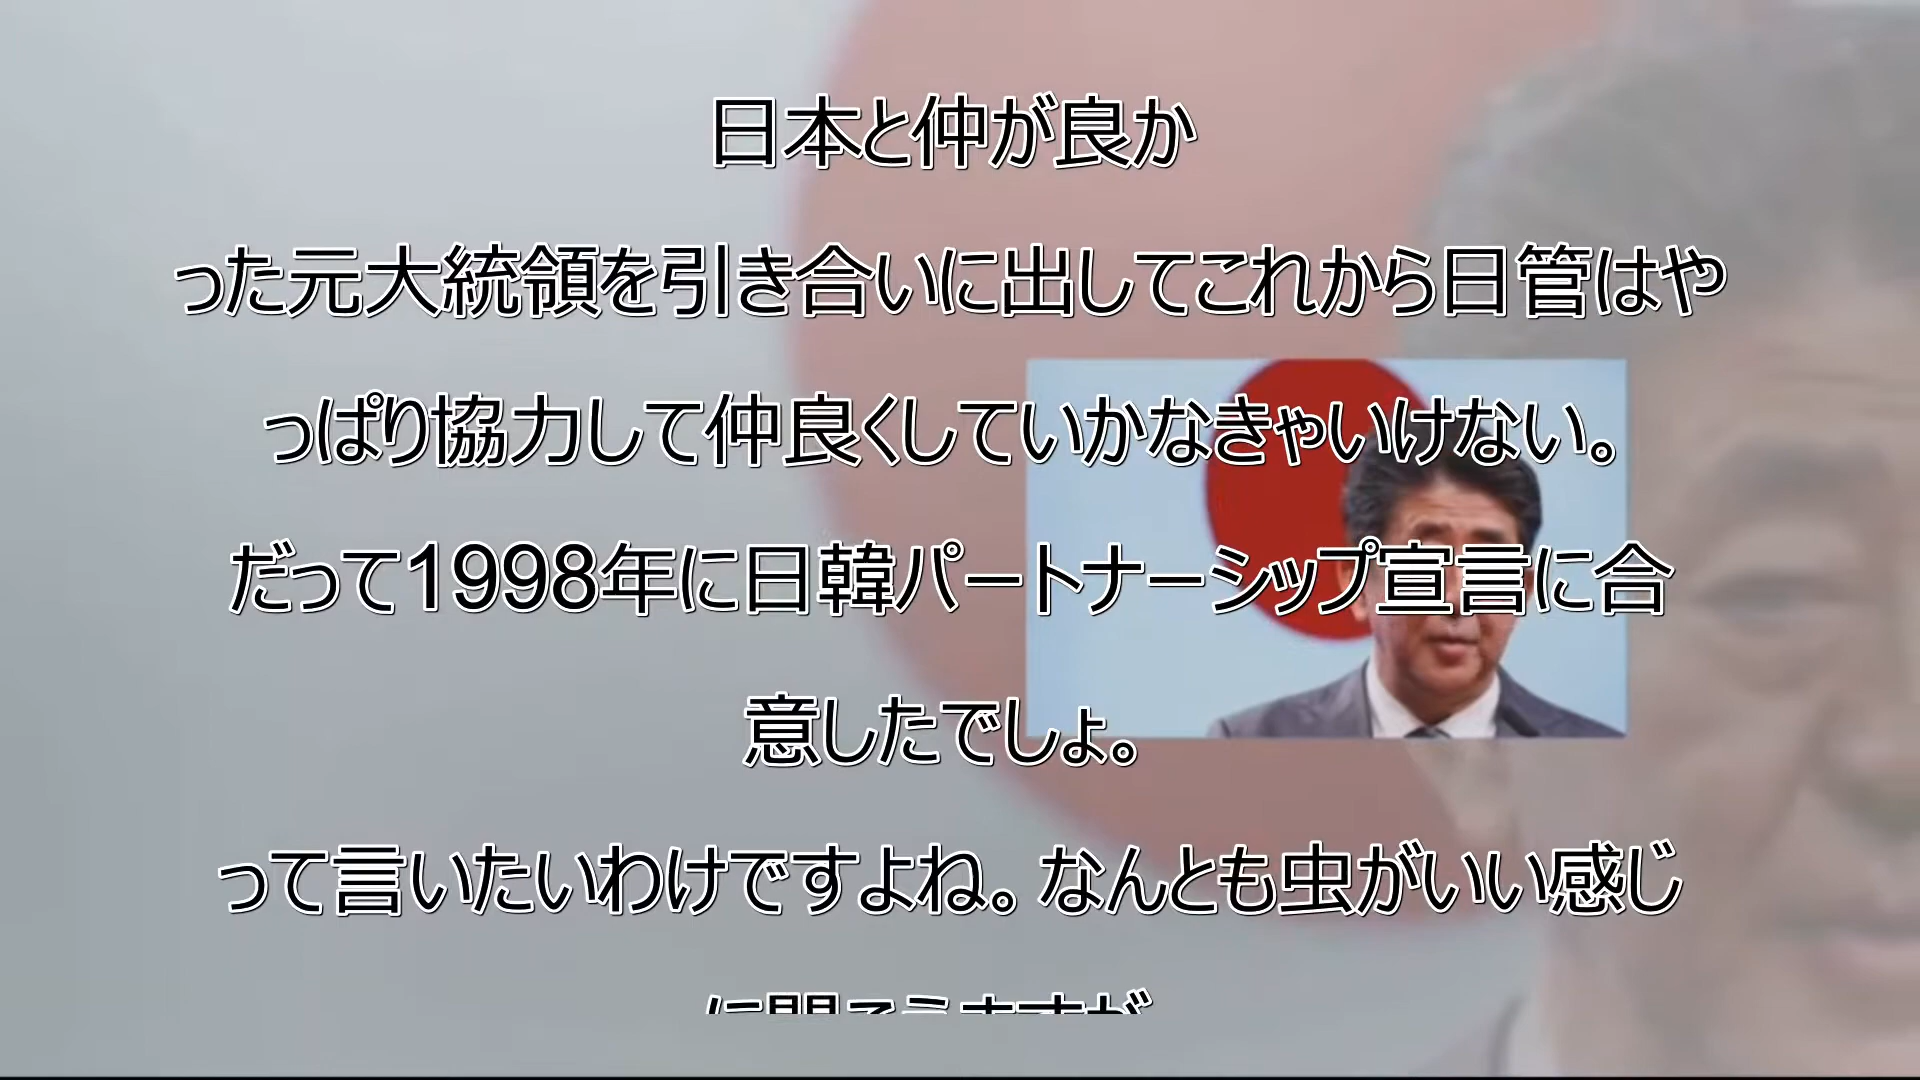 日本と仲が良か
った元大統領を引き合いに出してこれから日管はや
っぱり協力して仲良くしていかなきゃいけない。
だって1998年に日韓パートナーシップ宣言に合
意したでしょ。
って言いたいわけですよね。なんとも虫がいい感じ